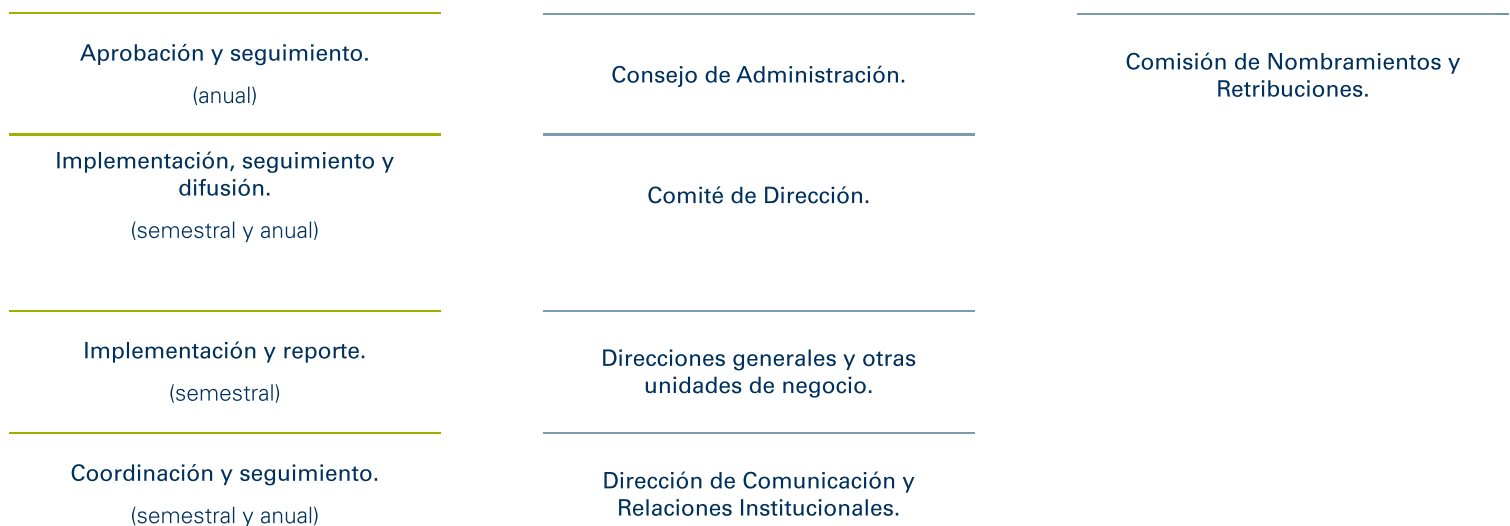 Aprobación y seguimiento.
(anual)
Consejo de Administración.
Comisión de Nombramientos y
Retribuciones.
Implementación, seguimiento y
difusión.
(semestral y anual)
Comité de Dirección.
Implementación y reporte.
(semestral)
Direcciones generales y otras
unidades de negocio.
Coordinación y seguimiento.
(semestral y anual)
Dirección de Comunicación y
Relaciones Institucionales.